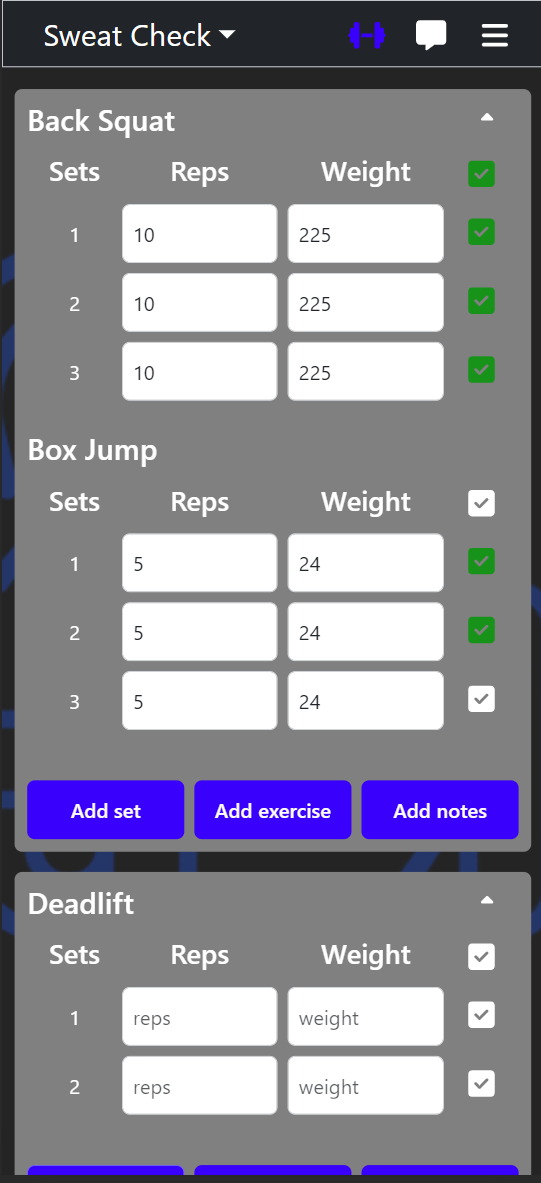 Sweat Check
Back Squat
Sets Reps Weight
1 10 225
2 10 225
3 10 225
Box Jump
Sets Reps Weight
1 5 24
2 5 24
3 5 24
Add set Add exercise Add notes
Deadlift
Sets Reps Weight
1 reps weight
2 reps weight